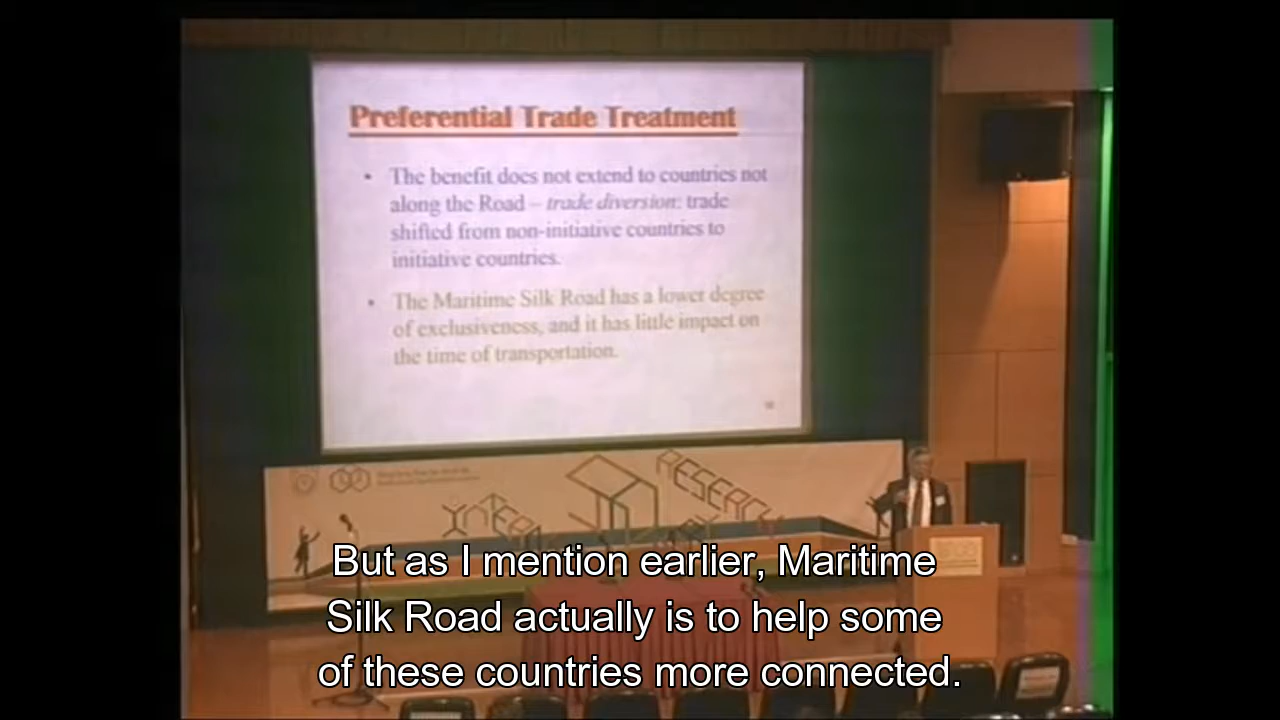 Preferential Trade Treatment
• The benefit does not extend to countries not
along the Road – trade diversion: trade
shifted from non-initiative countries to
initiative countries.
• The Maritime Silk Road has a lower degree
of exclusiveness, and it has little impact on
the time of transportation.
RESEARCH
But as I mention earlier, Maritime
Silk Road actually is to help some
of these countries more connected.